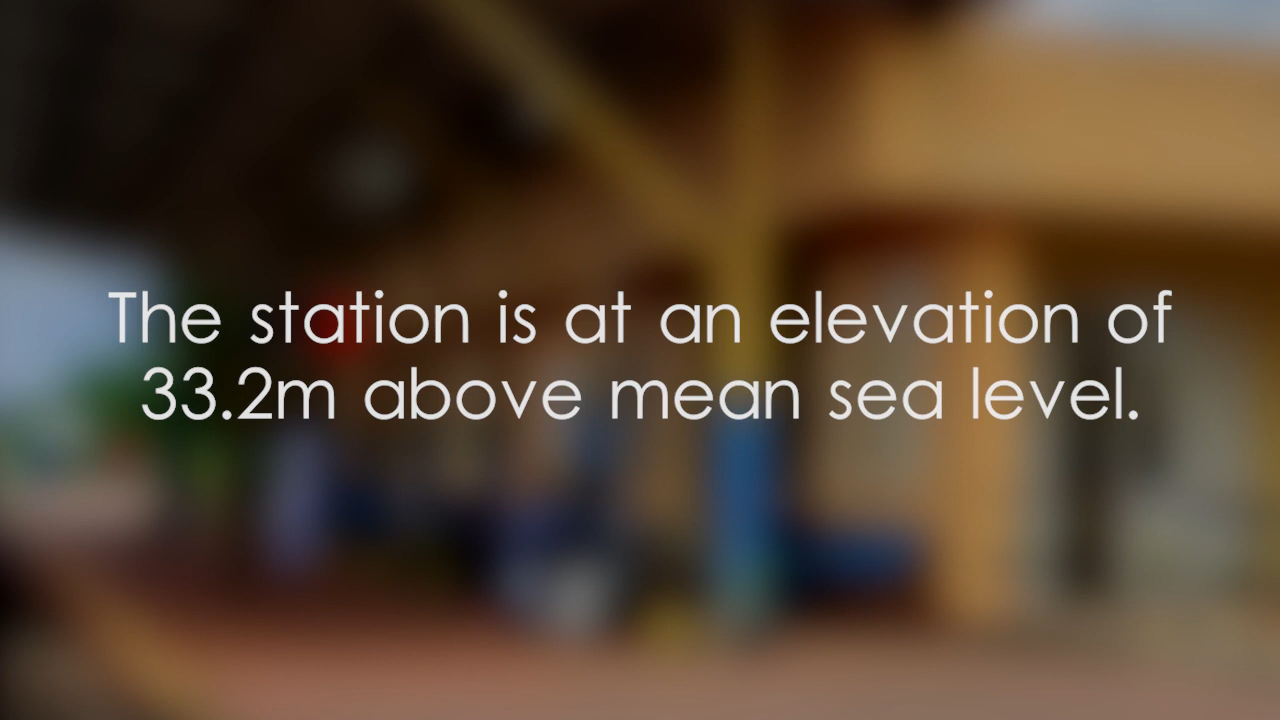 The station is at an elevation of
33.2m above mean sea level.